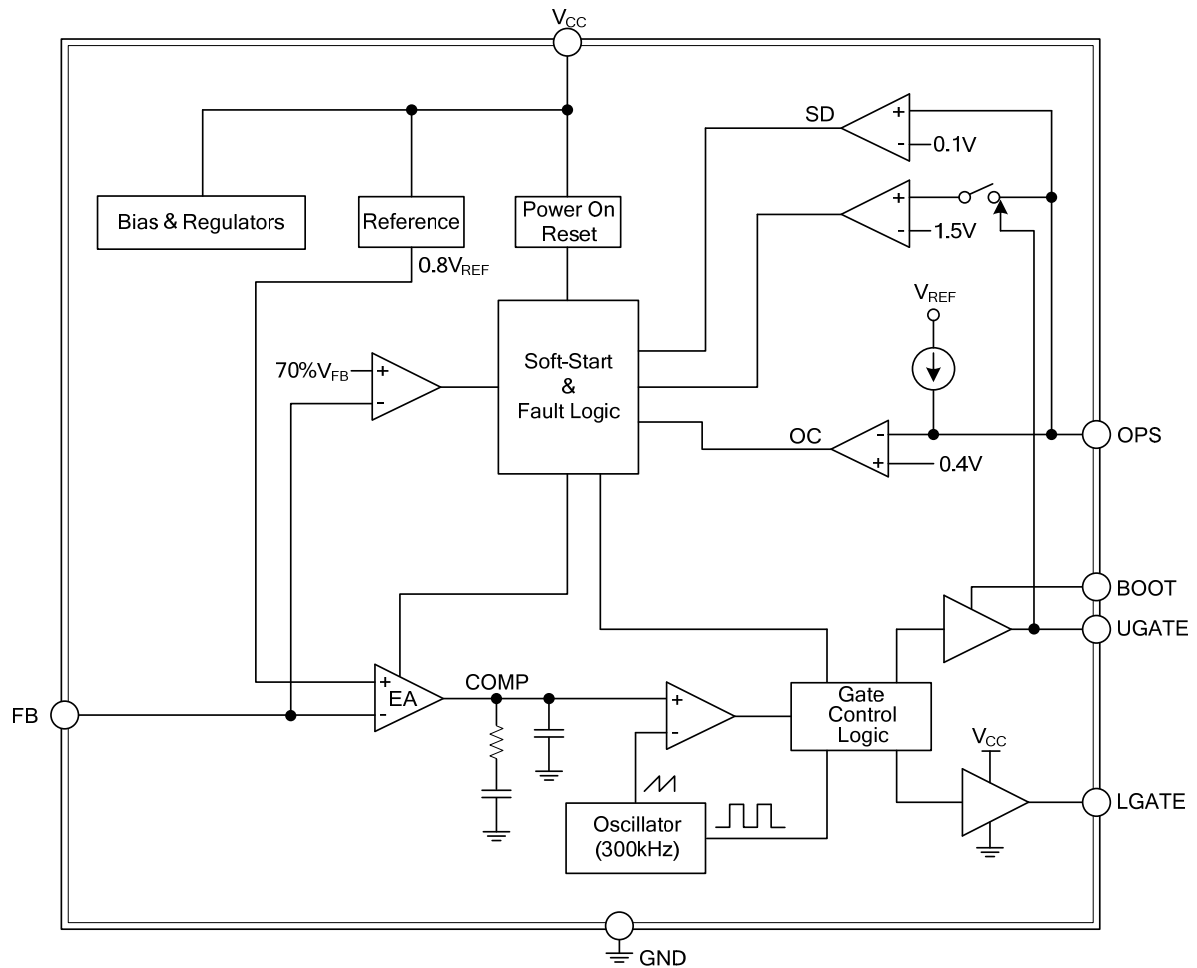 VCC
SD
+
-
0.1V
Bias & Regulators
Reference
Power On
Reset
+
-
1.5V
0.8VREF
VREF
70%VFB
+
-
Soft-Start
&
Fault Logic
OC
-
+
0.4V
OPS
BOOT
UGATE
FB
+
-
EA
COMP
+
-
Gate
Control
Logic
VCC
LGATE
Oscillator
(300kHz)
GND